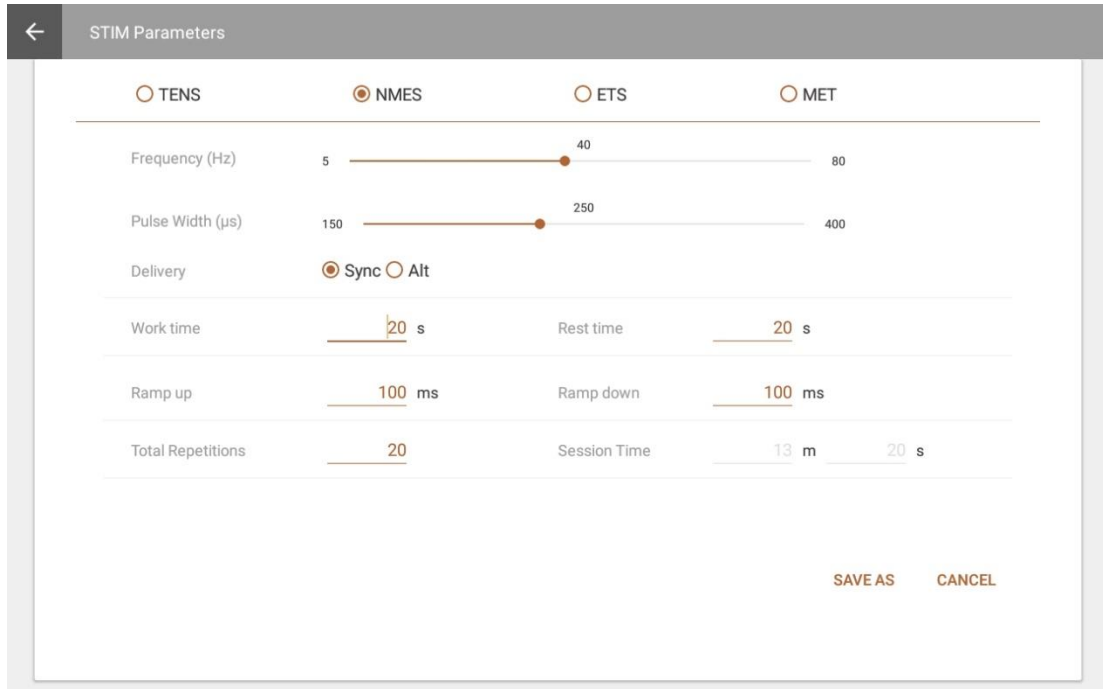 STIM Parameters
TENS NMES ETS MET
Frequency (Hz) 5 40 80
Pulse Width (μs) 150 250 400
Delivery Sync Alt
Work time 20 s Rest time 20 s
Ramp up 100 ms Ramp down 100 ms
Total Repetitions 20 Session Time 13 m 20 s
SAVE AS CANCEL